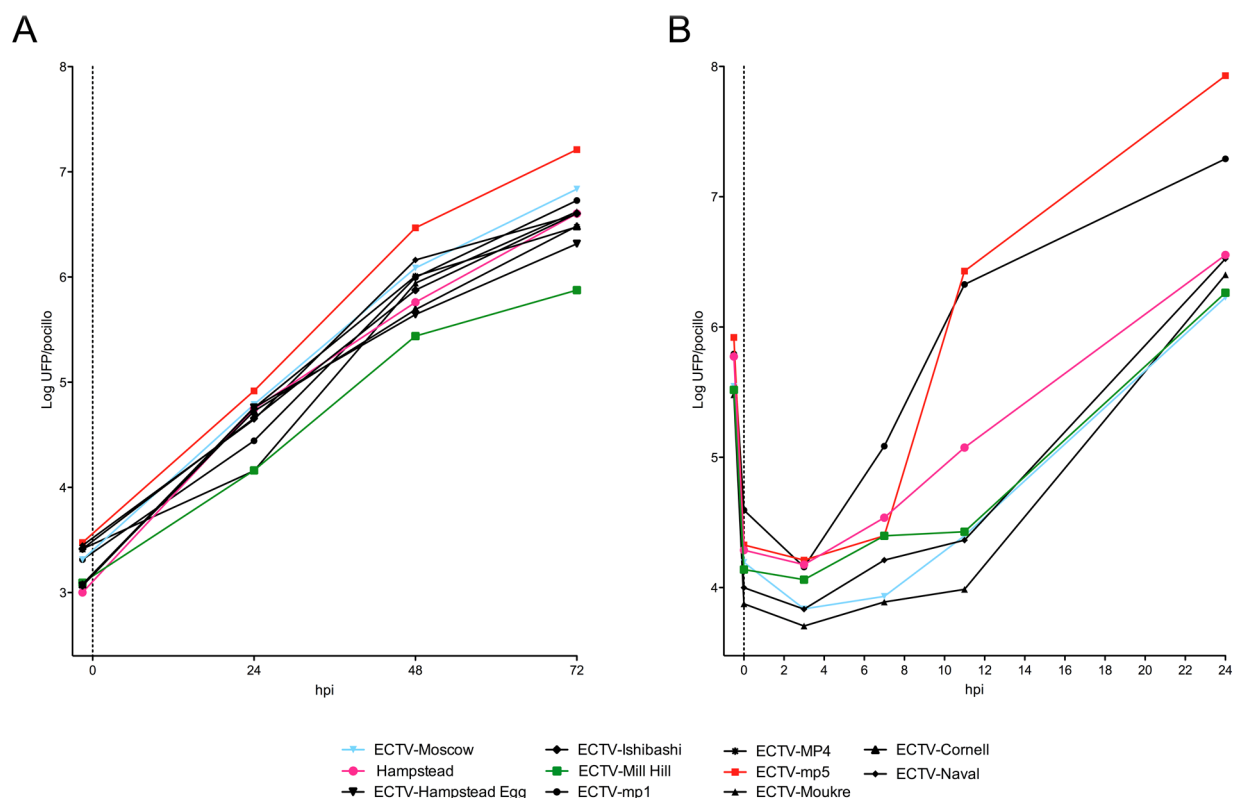 A
B
8
7
6
5
4
3
Log UFP/pocillo
0
24
48
72
hpi
8
7
6
5
4
Log UFP/pocillo
0
2
4
6
8
10
12
14
16
18
20
22
24
hpi
ECTV-Moscow
ECTV-Ishibashi
ECTV-MP4
ECTV-Cornell
Hampstead
ECTV-Mill Hill
ECTV-mp5
ECTV-Naval
ECTV-Hampstead Egg
ECTV-mp1
ECTV-Moukre